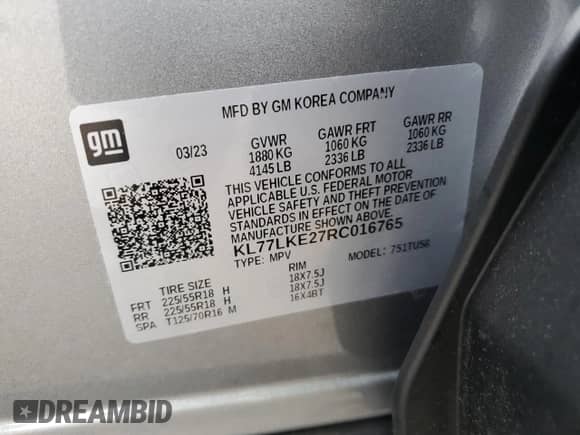 MFD BY GM KOREA COMPANY
gm
03/23
GVWR GAWR FRT GAWR RR
1880 KG 1060 KG 1060 KG
4145 LB 2336 LB 2336 LB
THIS VEHICLE CONFORMS TO ALL
APPLICABLE U.S. FEDERAL MOTOR
VEHICLE SAFETY AND THEFT PREVENTION
STANDARDS IN EFFECT ON THE DATE OF
MANUFACTURE SHOWN ABOVE.
KL77LKE27RC016765
TYPE: MPV MODEL: 751TUS8
TIRE SIZE RIM
FRT 225/55R18 H 18X7.5J
RR 225/55R18 H 18X7.5J
SPA T125/70R16 M 16X4BT
DREAMBID